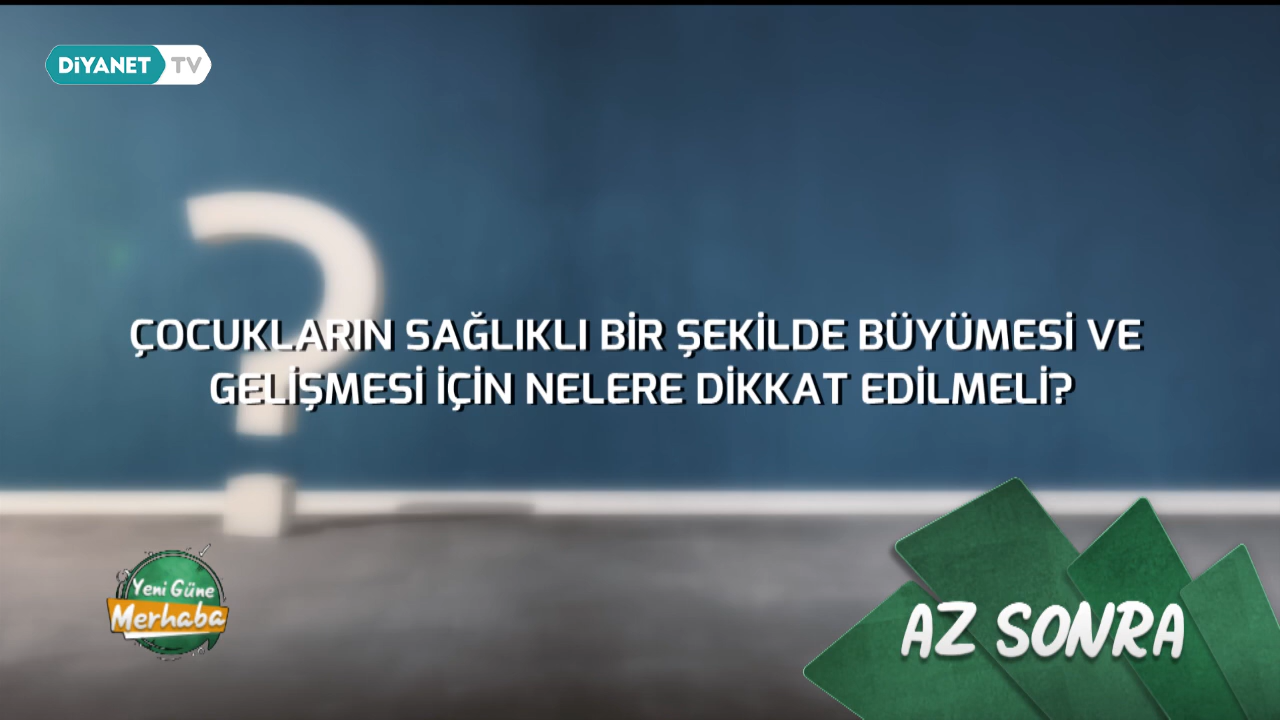 DİYANET TV
ÇOCUKLARIN SAĞLIKLI BİR ŞEKİLDE BÜYÜMESİ VE
GELİŞMESİ İÇİN NELERE DİKKAT EDİLMELİ?
Yeni Güne
Merhaba
AZ SONRA